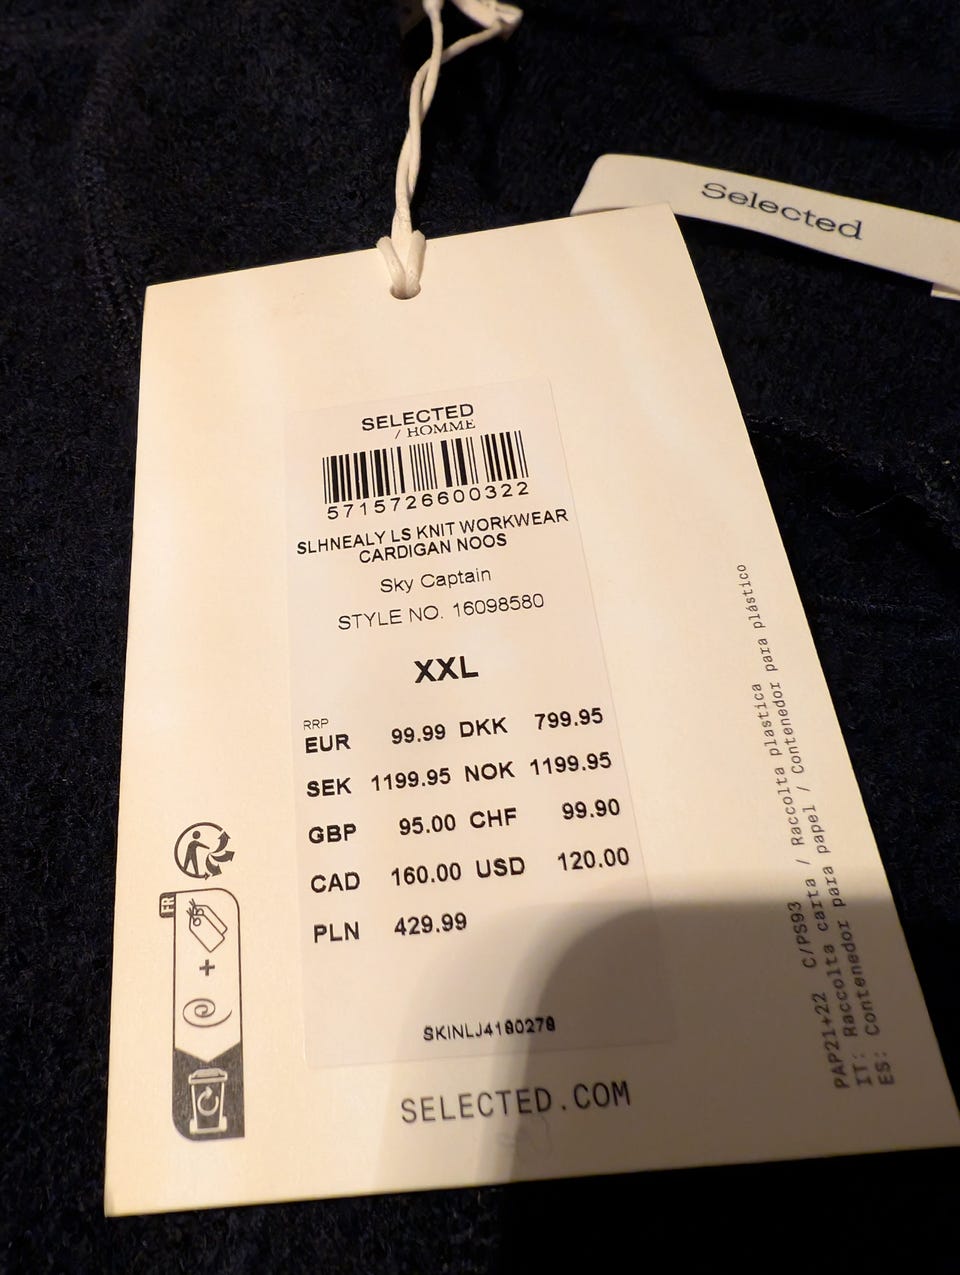 Selected
SELECTED
/ HOMME
5715726600322
SLHNEALY LS KNIT WORKWEAR
CARDIGAN NOOS
Sky Captain
STYLE NO. 16098580
XXL
RRP
EUR 99.99 DKK 799.95
SEK 1199.95 NOK 1199.95
GBP 95.00 CHF 99.90
CAD 160.00 USD 120.00
PLN 429.99
SKINLJ4180278
SELECTED.COM
FR
+
PAP21+22 C/PS93
IT: Raccolta carta / Raccolta plastica
ES: Contenedor para papel / Contenedor para plástico